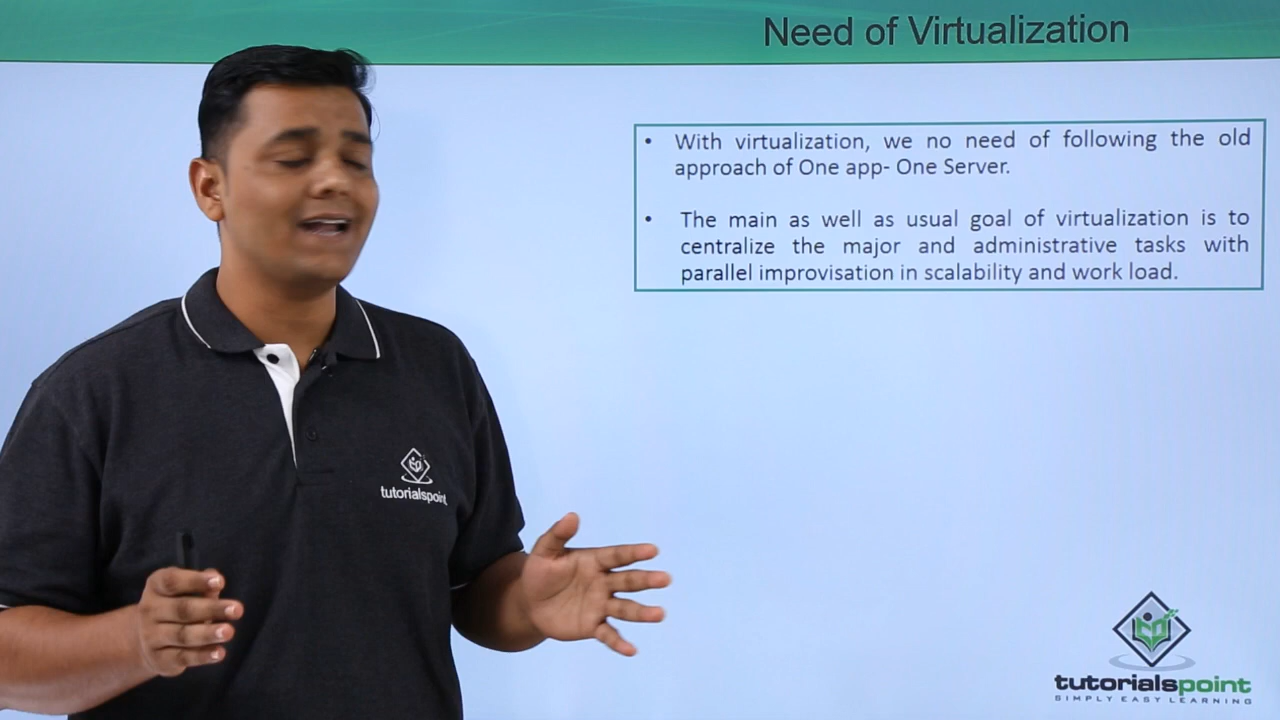 Need of Virtualization
• With virtualization, we no need of following the old
approach of One app- One Server.
• The main as well as usual goal of virtualization is to
centralize the major and administrative tasks with
parallel improvisation in scalability and work load.
tutorialspoint
tutorialspoint
SIMPLY EASY LEARNING